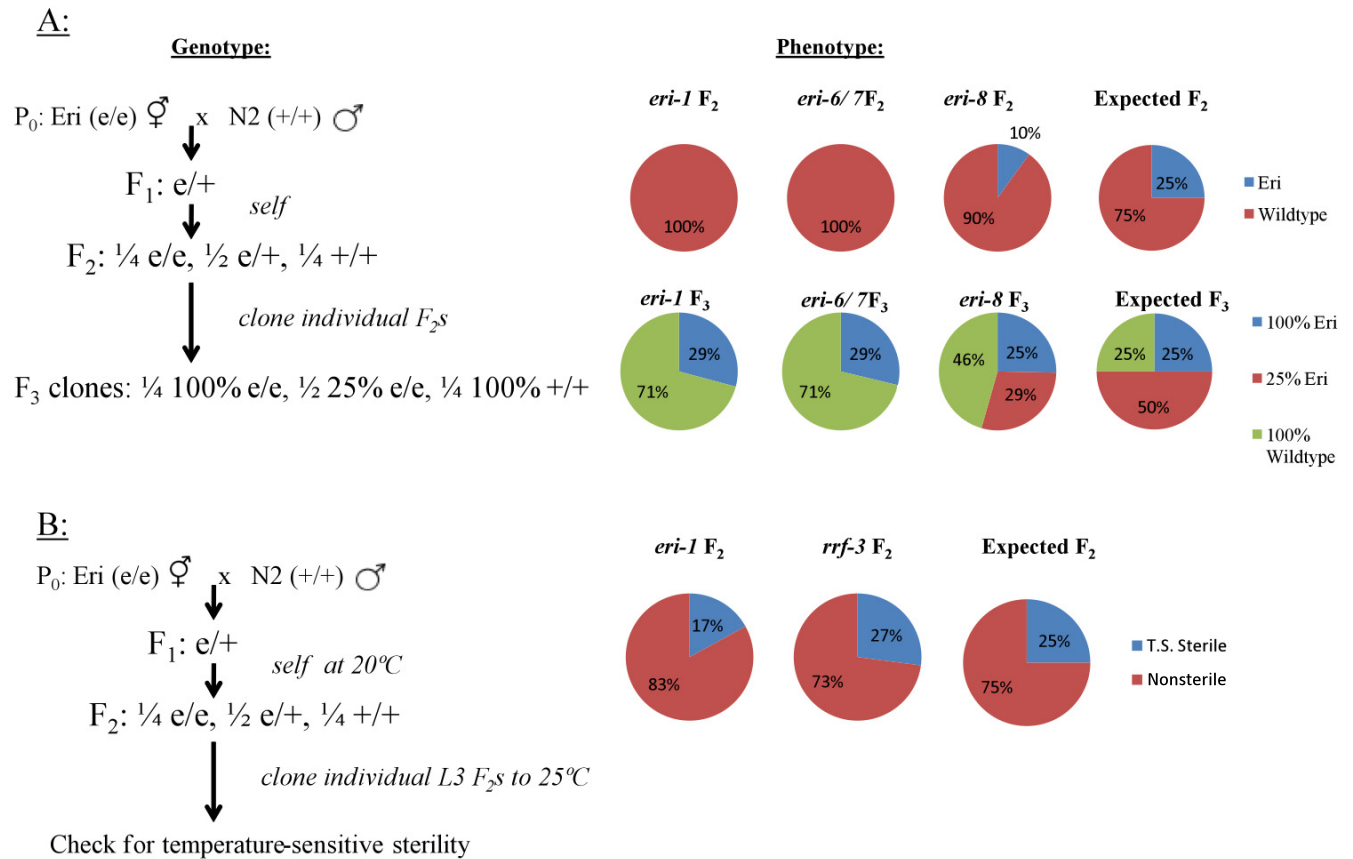 A:
Genotype:
P0: Eri (e/e) ⚥ x N2 (+/+) ♂
F1: e/+
self
F2: ¼ e/e, ½ e/+, ¼ +/+
clone individual F2s
F3 clones: ¼ 100% e/e, ½ 25% e/e, ¼ 100% +/+
Phenotype:
eri-1 F2
eri-6/ 7F2
eri-8 F2
Expected F2
100%
100%
10%
90%
25%
75%
Eri
Wildtype
eri-1 F3
eri-6/ 7F3
eri-8 F3
Expected F3
29%
71%
29%
71%
46%
25%
29%
25%
25%
50%
100% Eri
25% Eri
100%
Wildtype
B:
P0: Eri (e/e) ⚥ x N2 (+/+) ♂
F1: e/+
self at 20ºC
F2: ¼ e/e, ½ e/+, ¼ +/+
clone individual L3 F2s to 25ºC
Check for temperature-sensitive sterility
eri-1 F2
rrf-3 F2
Expected F2
17%
83%
27%
73%
25%
75%
T.S. Sterile
Nonsterile